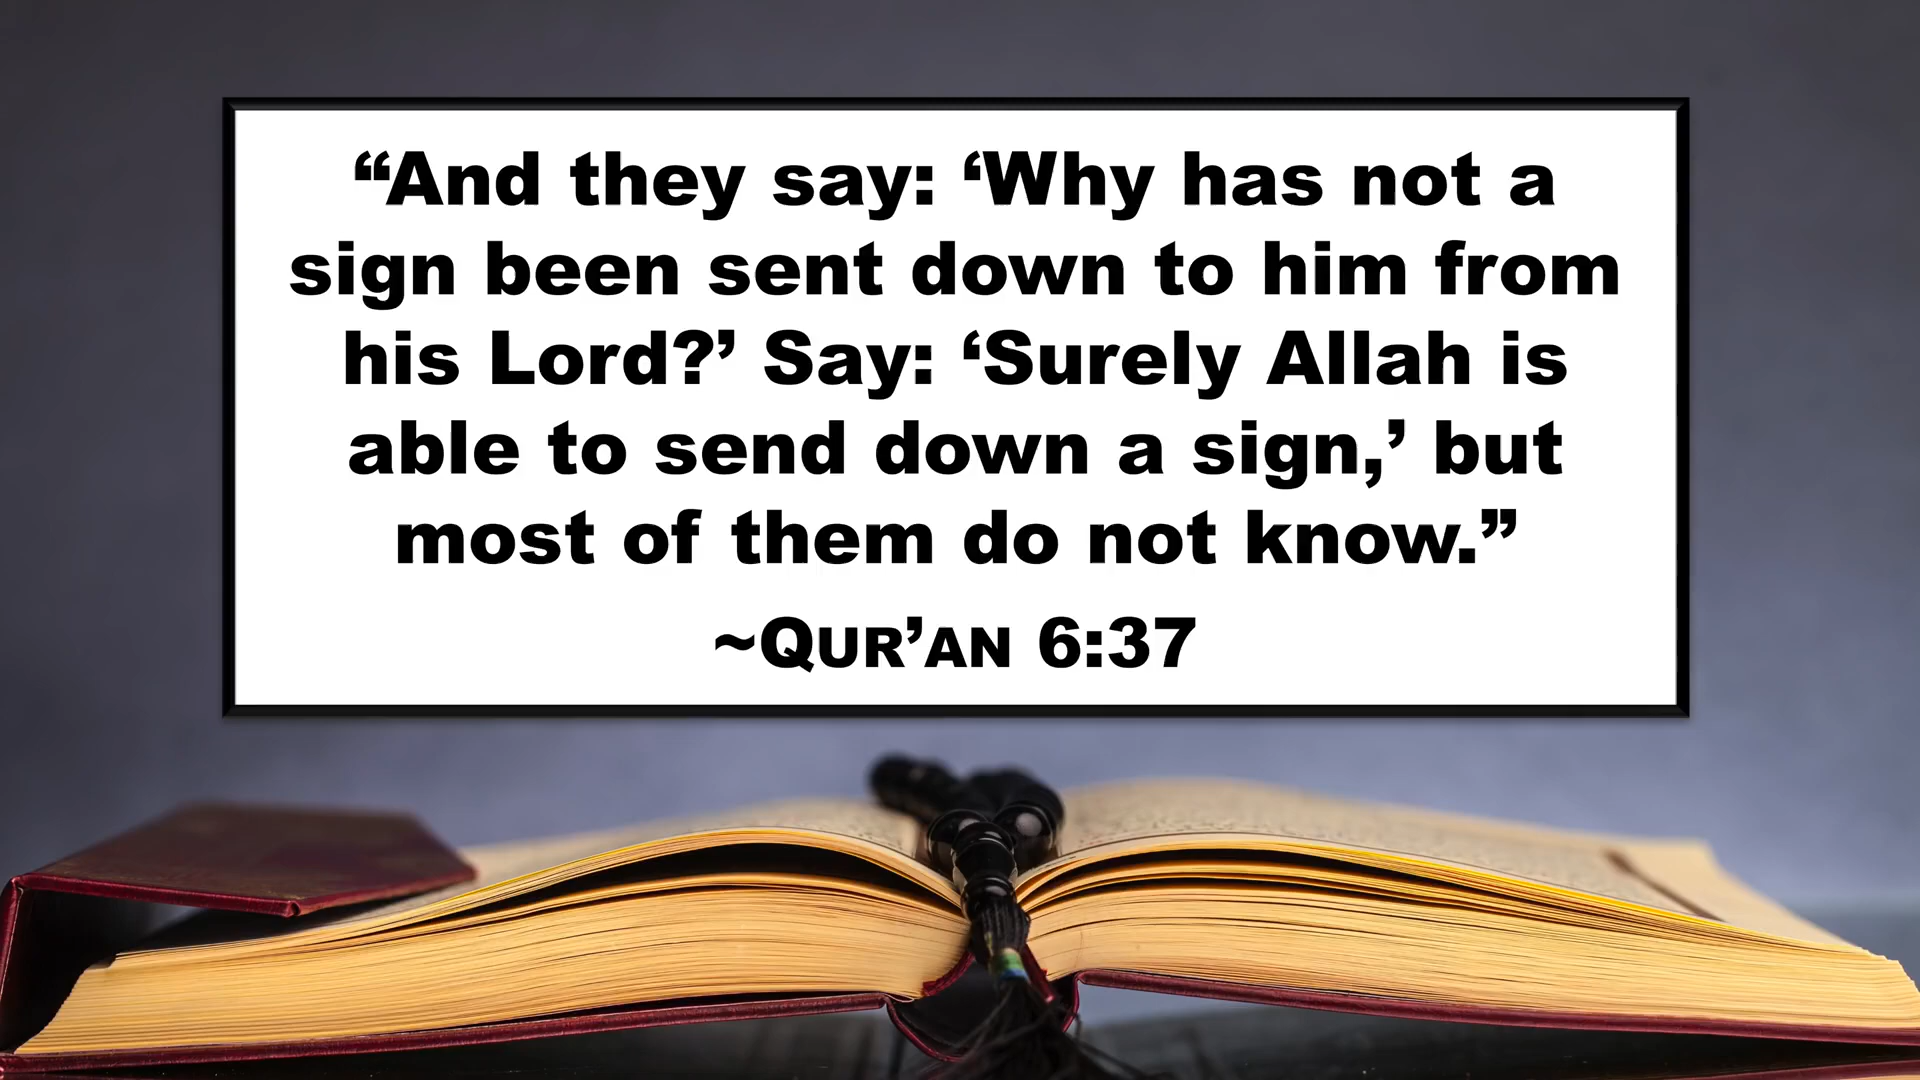 “And they say: ‘Why has not a
sign been sent down to him from
his Lord?’ Say: ‘Surely Allah is
able to send down a sign,’ but
most of them do not know.”
~Qur’an 6:37